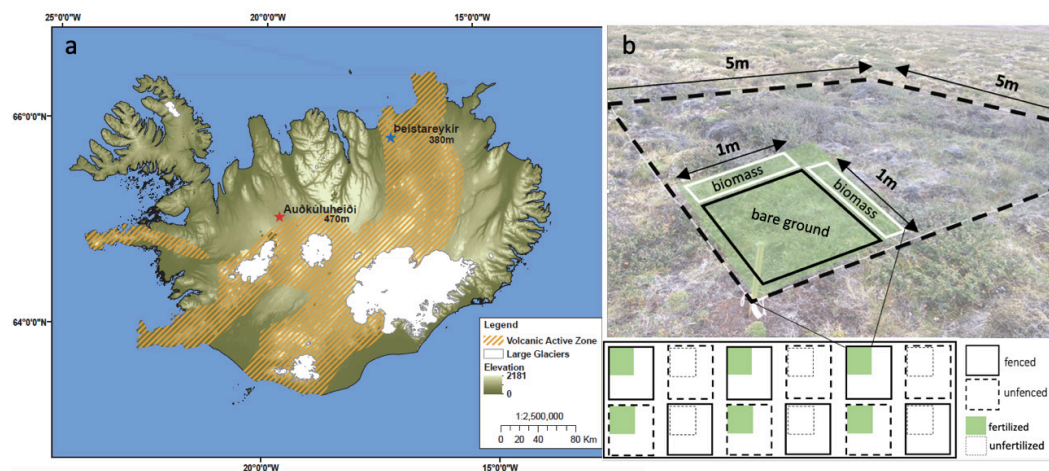 25°0'0"W
20°0'0"W
15°0'0"W
a
66°0'0"N
Þeistareykir
380m
Auðkúluheiði
470m
64°0'0"N
Legend
Volcanic Active Zone
Large Glaciers
Elevation
2181
0
1:2,500,000
0 20 40 80 Km
20°0'0"W
15°0'0"W
b
5m
5m
1m
1m
biomass
biomass
bare ground
fenced
unfenced
fertilized
unfertilized